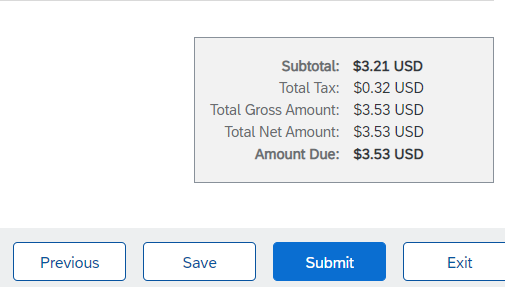 Subtotal: $3.21 USD
Total Tax: $0.32 USD
Total Gross Amount: $3.53 USD
Total Net Amount: $3.53 USD
Amount Due: $3.53 USD
Previous Save Submit Exit